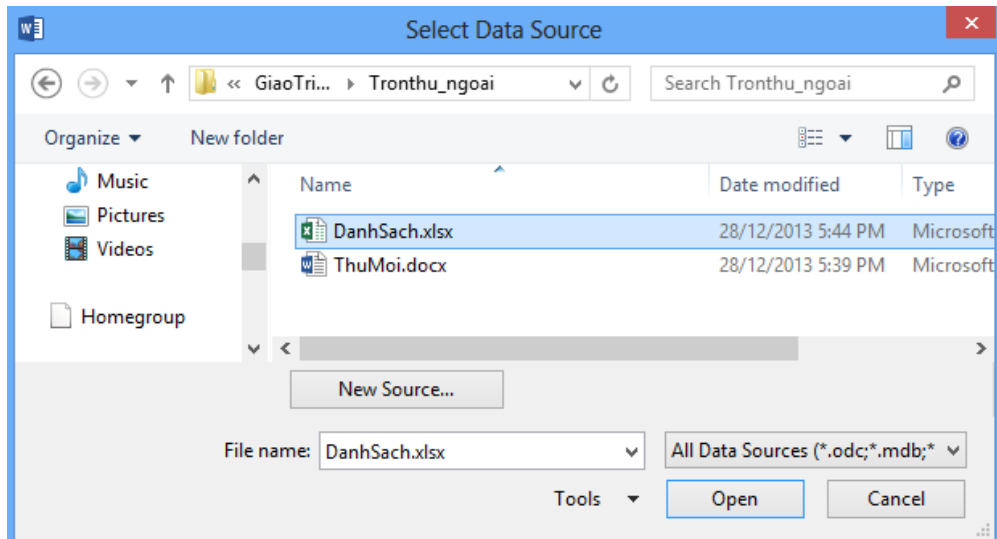 Select Data Source
« GiaoTri... Tronthu_ngoai Search Tronthu_ngoai
Organize New folder
Music
Pictures
Videos
Homegroup
Name Date modified Type
DanhSach.xlsx 28/12/2013 5:44 PM Microsoft
ThuMoi.docx 28/12/2013 5:39 PM Microsoft
New Source...
File name: DanhSach.xlsx All Data Sources (*.odc;*.mdb;*
Tools Open Cancel